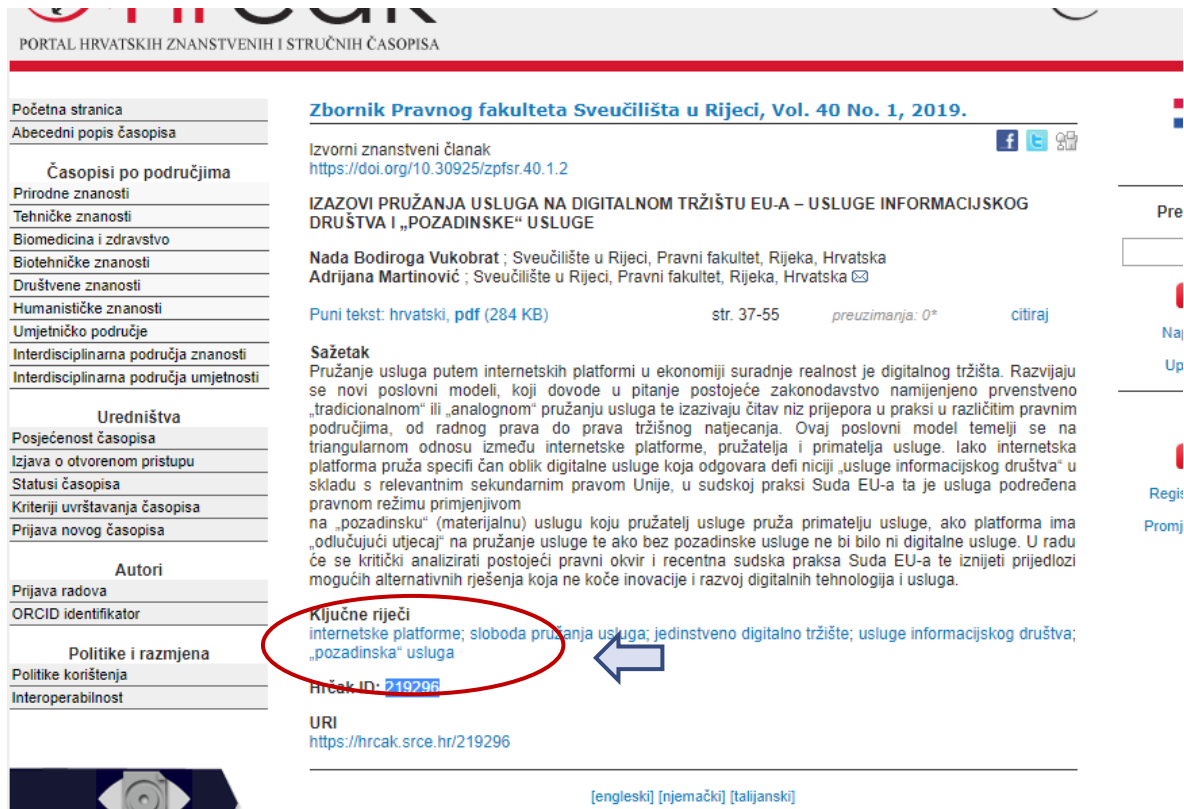 PORTAL HRVATSKIH ZNANSTVENIH I STRUČNIH ČASOPISA
Početna stranica
Abecedni popis časopisa
Časopisi po područjima
Prirodne znanosti
Tehničke znanosti
Biomedicina i zdravstvo
Biotehničke znanosti
Društvene znanosti
Humanističke znanosti
Umjetničko područje
Interdisciplinarna područja znanosti
Interdisciplinarna područja umjetnosti
Uredništva
Posjećenost časopisa
Izjava o otvorenom pristupu
Statusi časopisa
Kriteriji uvrštavanja časopisa
Prijava novog časopisa
Autori
Prijava radova
ORCID identifikator
Politike i razmjena
Politike korištenja
Interoperabilnost
Zbornik Pravnog fakulteta Sveučilišta u Rijeci, Vol. 40 No. 1, 2019.
Izvorni znanstveni članak
https://doi.org/10.30925/zpfsr.40.1.2
IZAZOVI PRUŽANJA USLUGA NA DIGITALNOM TRŽIŠTU EU-A – USLUGE INFORMACIJSKOG
DRUŠTVA I „POZADINSKE“ USLUGE
Nada Bodiroga Vukobrat ; Sveučilište u Rijeci, Pravni fakultet, Rijeka, Hrvatska
Adrijana Martinović ; Sveučilište u Rijeci, Pravni fakultet, Rijeka, Hrvatska
Puni tekst: hrvatski, pdf (284 KB) str. 37-55 preuzimanja: 0* citiraj
Sažetak
Pružanje usluga putem internetskih platformi u ekonomiji suradnje realnost je digitalnog tržišta. Razvijaju
se novi poslovni modeli, koji dovode u pitanje postojeće zakonodavstvo namijenjeno prvenstveno
„tradicionalnom“ ili „analognom“ pružanju usluga te izazivaju čitav niz prijepora u praksi u različitim pravnim
područjima, od radnog prava do prava tržišnog natjecanja. Ovaj poslovni model temelji se na
triangularnom odnosu između internetske platforme, pružatelja i primatelja usluge. Iako internetska
platforma pruža specifi čan oblik digitalne usluge koja odgovara defi niciji „usluge informacijskog društva“ u
skladu s relevantnim sekundarnim pravom Unije, u sudskoj praksi Suda EU-a ta je usluga podređena
pravnom režimu primjenjivom
na „pozadinsku“ (materijalnu) uslugu koju pružatelj usluge pruža primatelju usluge, ako platforma ima
„odlučujući utjecaj“ na pružanje usluge te ako bez pozadinske usluge ne bi bilo ni digitalne usluge. U radu
će se kritički analizirati postojeći pravni okvir i recentna sudska praksa Suda EU-a te iznijeti prijedlozi
mogućih alternativnih rješenja koja ne koče inovacije i razvoj digitalnih tehnologija i usluga.
Ključne riječi
internetske platforme; sloboda pružanja usluga; jedinstveno digitalno tržište; usluge informacijskog društva;
„pozadinska“ usluga
Hrčak ID: 219296
URI
https://hrcak.srce.hr/219296
[engleski] [njemački] [talijanski]
Pre
Nap
Up
Regis
Promj